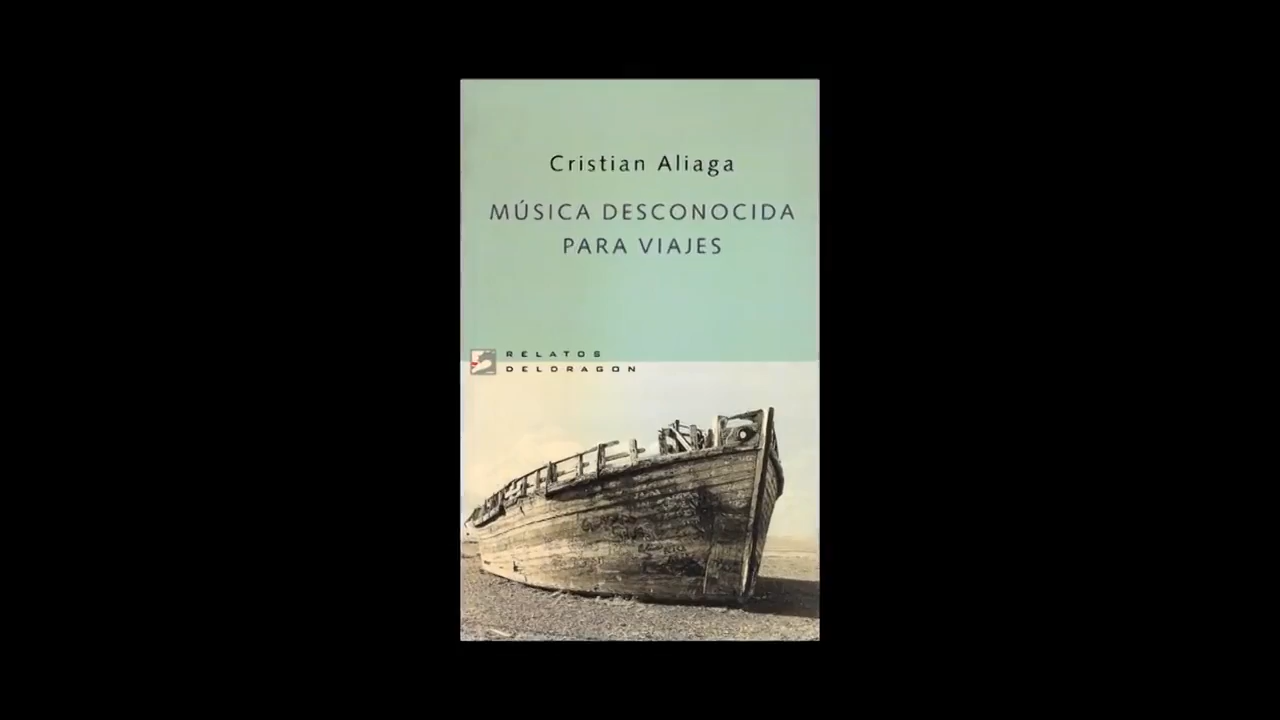 Cristian Aliaga
MÚSICA DESCONOCIDA
PARA VIAJES
RELATOS
DELDRAGON